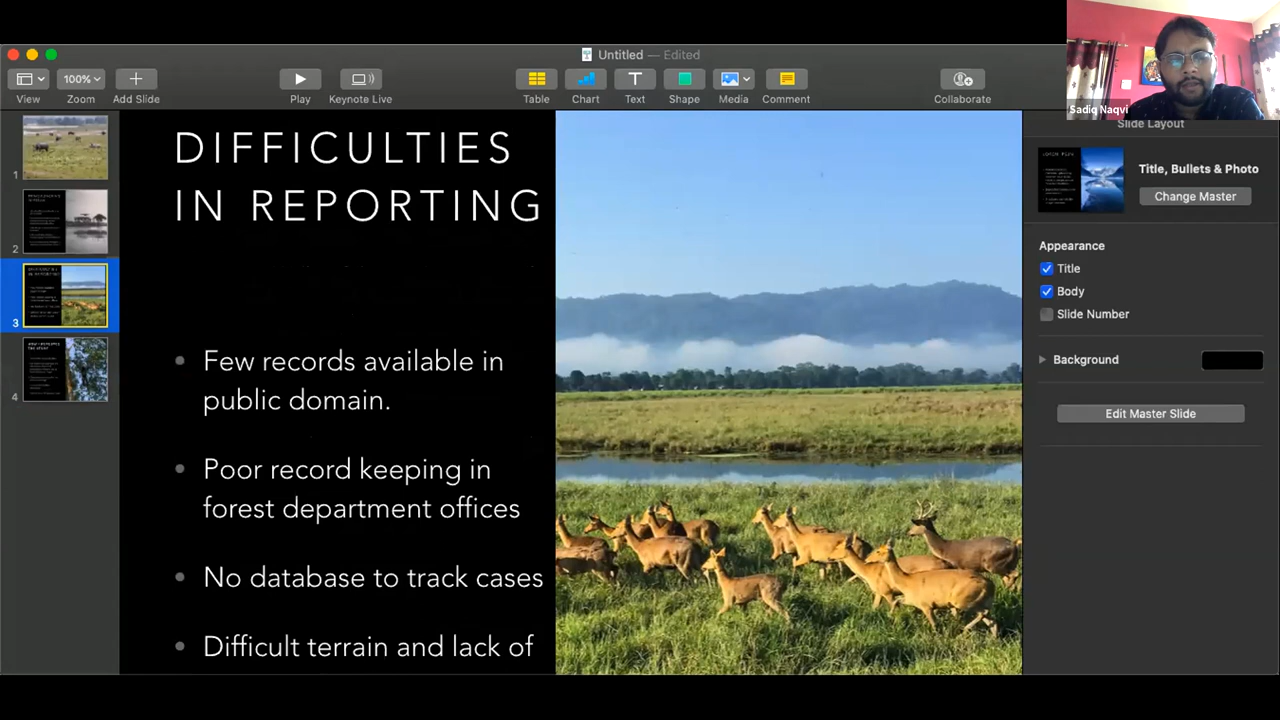 Untitled — Edited
100%
View
Zoom
Add Slide
Play
Keynote Live
Table
Chart
Text
Shape
Media
Comment
Collaborate
Sadiq Naqvi
1
2
3
4
DIFFICULTIES
IN REPORTING
Few records available in
public domain.
Poor record keeping in
forest department offices
No database to track cases
Difficult terrain and lack of
Slide Layout
Title, Bullets & Photo
Change Master
Appearance
Title
Body
Slide Number
Background
Edit Master Slide